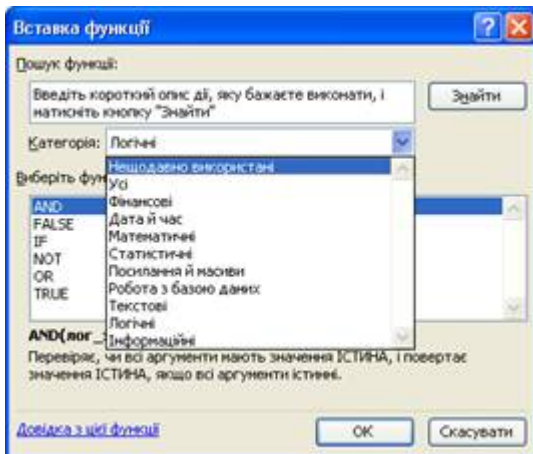 Вставка функції
Пошук функції:
Введіть короткий опис дії, яку бажаєте виконати, і
натисніть кнопку "Знайти"
Знайти
Категорія: Логічні
Нещодавно використані
Усі
Фінансові
Дата й час
Математичні
Статистичні
Посилання й масиви
Робота з базою даних
Текстові
Логічні
Інформаційні
Виберіть
AND
FALSE
IF
NOT
OR
TRUE
AND(лог_
Перевіряє, чи всі аргументи мають значення ІСТИНА, і повертає
значення ІСТИНА, якщо всі аргументи істинні.
Довідка з цієї функції
OK
Скасувати